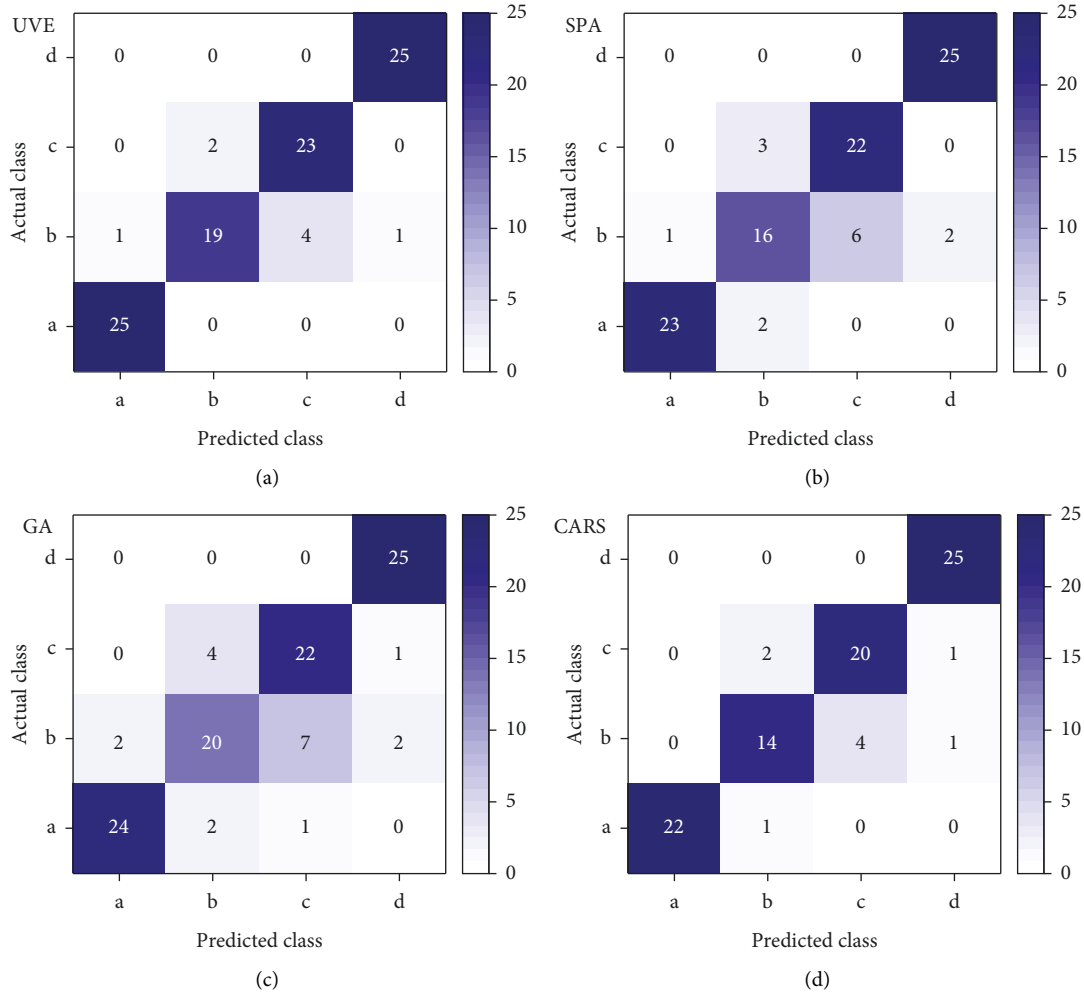 UVE
Actual class
d 0 0 0 25
c 0 2 23 0
b 1 19 4 1
a 25 0 0 0
a b c d
Predicted class
25
20
15
10
5
0
(a)
SPA
Actual class
d 0 0 0 25
c 0 3 22 0
b 1 16 6 2
a 23 2 0 0
a b c d
Predicted class
25
20
15
10
5
0
(b)
GA
Actual class
d 0 0 0 25
c 0 4 22 1
b 2 20 7 2
a 24 2 1 0
a b c d
Predicted class
25
20
15
10
5
0
(c)
CARS
Actual class
d 0 0 0 25
c 0 2 20 1
b 0 14 4 1
a 22 1 0 0
a b c d
Predicted class
25
20
15
10
5
0
(d)